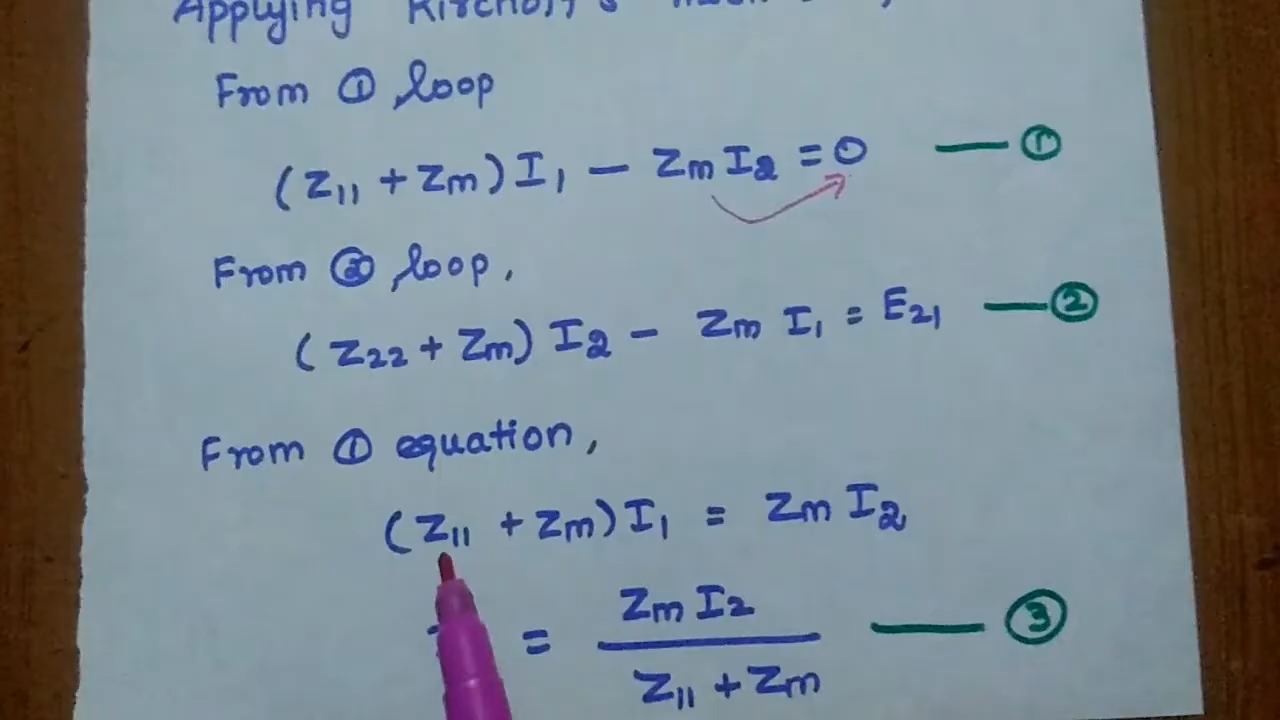 Applying
From ① loop
(Z11 + Zm) I1 - Zm I2 = 0 ①
From ② loop,
(Z22 + Zm) I2 - Zm I1 = E21 ②
From ① equation,
(Z11 + Zm) I1 = Zm I2
= Zm I2 ③
Z11 + Zm